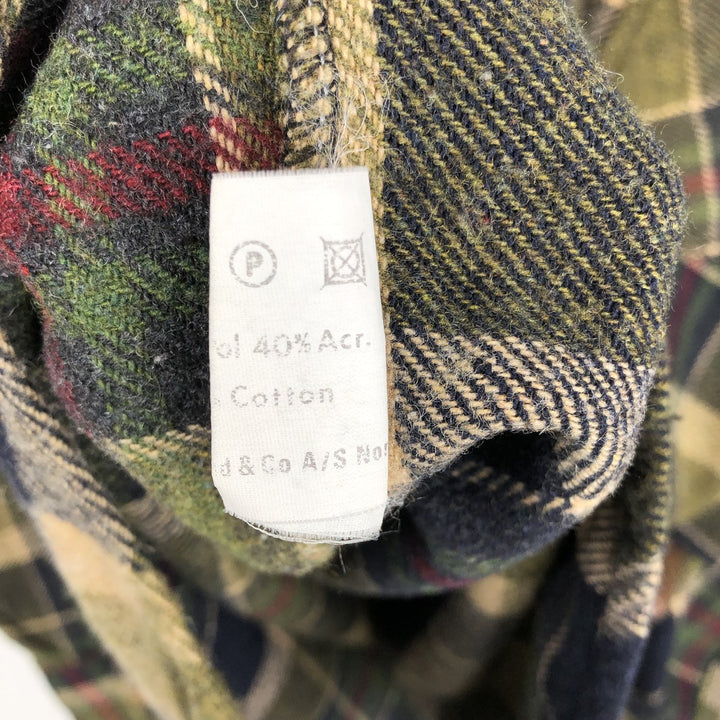 P
ol 40% Acr.
Cotton
d & Co A/S No